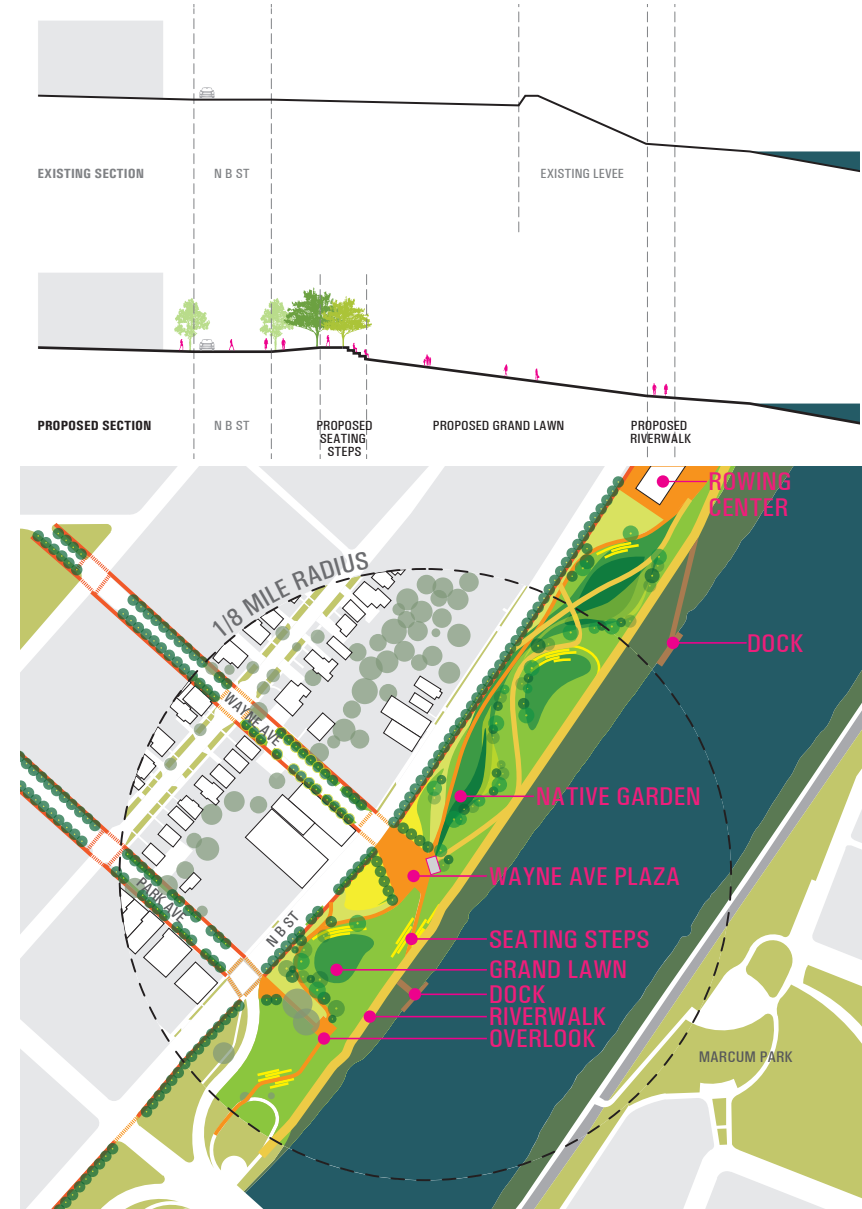 EXISTING SECTION
N B ST
EXISTING LEVEE
PROPOSED SECTION
N B ST
PROPOSED
SEATING
STEPS
PROPOSED GRAND LAWN
PROPOSED
RIVERWALK
ROWING
CENTER
1/8 MILE RADIUS
DOCK
WAYNE AVE
NATIVE GARDEN
WAYNE AVE PLAZA
PARK AVE
N B ST
SEATING STEPS
GRAND LAWN
DOCK
RIVERWALK
OVERLOOK
MARCUM PARK